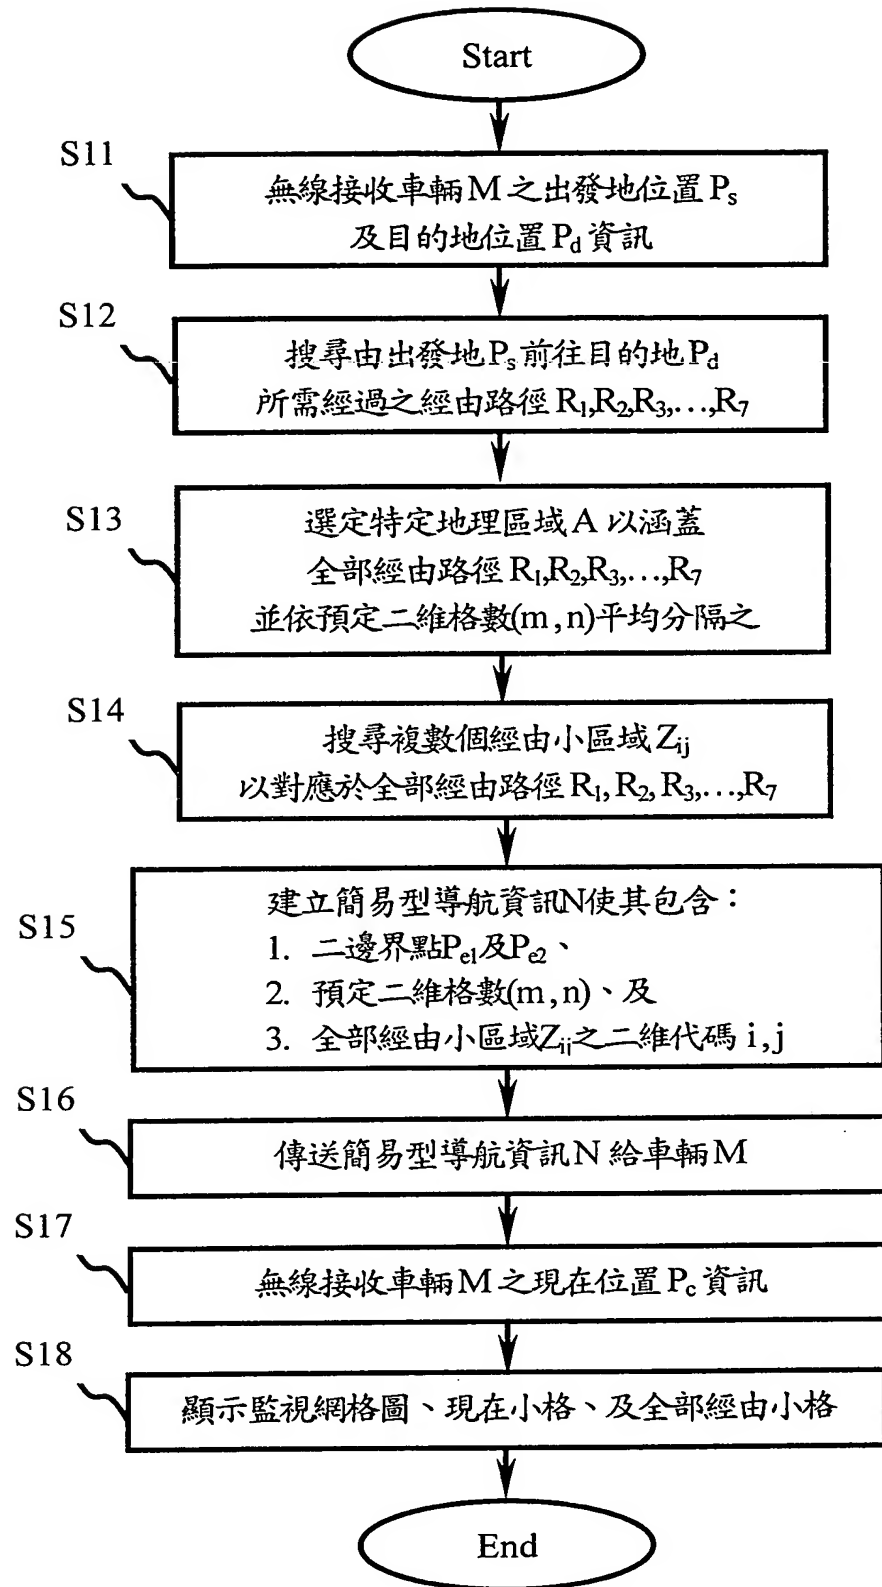 Start
S11
無線接收車輛M之出發地位置Ps
及目的地位置Pd資訊
S12
搜尋由出發地Ps前往目的地Pd
所需經過之經由路徑R1,R2,R3,...,R7
S13
選定特定地理區域A以涵蓋
全部經由路徑R1,R2,R3,...,R7
並依預定二維格數(m,n)平均分隔之
S14
搜尋複數個經由小區域Zij
以對應於全部經由路徑R1,R2,R3,...,R7
S15
建立簡易型導航資訊N使其包含：
1. 二邊界點Pe1及Pe2、
2. 預定二維格數(m,n)、及
3. 全部經由小區域Zij之二維代碼i,j
S16
傳送簡易型導航資訊N給車輛M
S17
無線接收車輛M之現在位置Pc資訊
S18
顯示監視網格圖、現在小格、及全部經由小格
End